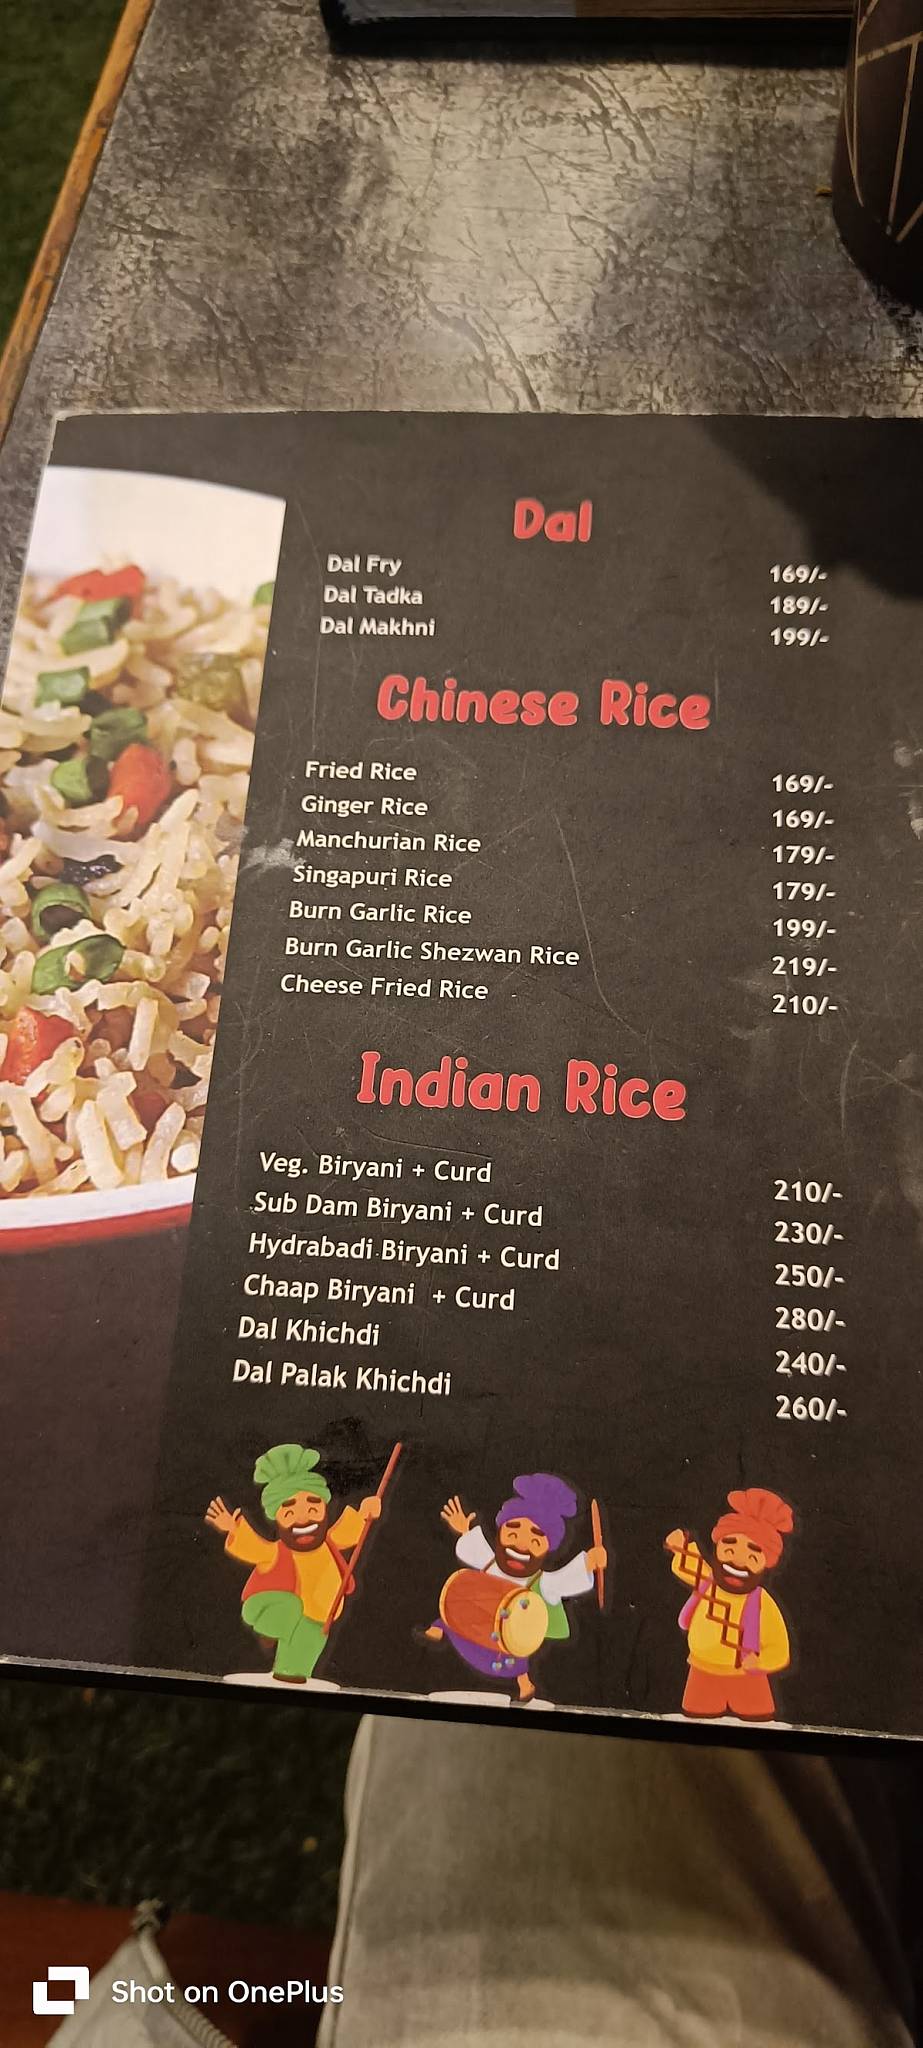 Dal
Dal Fry 169/-
Dal Tadka 189/-
Dal Makhni 199/-
Chinese Rice
Fried Rice 169/-
Ginger Rice 169/-
Manchurian Rice 179/-
Singapuri Rice 179/-
Burn Garlic Rice 199/-
Burn Garlic Shezwan Rice 219/-
Cheese Fried Rice 210/-
Indian Rice
Veg. Biryani + Curd 210/-
Sub Dam Biryani + Curd 230/-
Hydrabadi Biryani + Curd 250/-
Chaap Biryani + Curd 280/-
Dal Khichdi 240/-
Dal Palak Khichdi 260/-
Shot on OnePlus